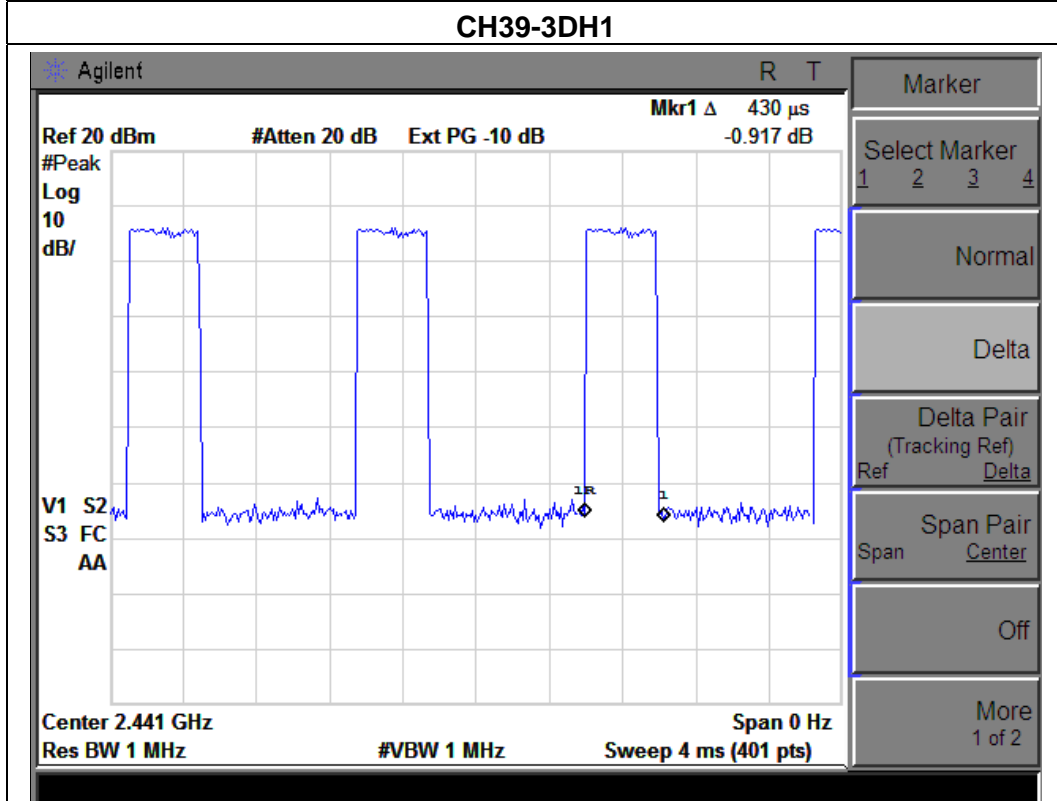 CH39-3DH1
Agilent R T
Mkr1 Δ 430 µs
Ref 20 dBm #Atten 20 dB Ext PG -10 dB -0.917 dB
#Peak
Log
10
dB/
1R
1
V1 S2
S3 FC
AA
Center 2.441 GHz Span 0 Hz
Res BW 1 MHz #VBW 1 MHz Sweep 4 ms (401 pts)
Marker
Select Marker
1 2 3 4
Normal
Delta
Delta Pair
(Tracking Ref)
Ref Delta
Span Pair
Span Center
Off
More
1 of 2